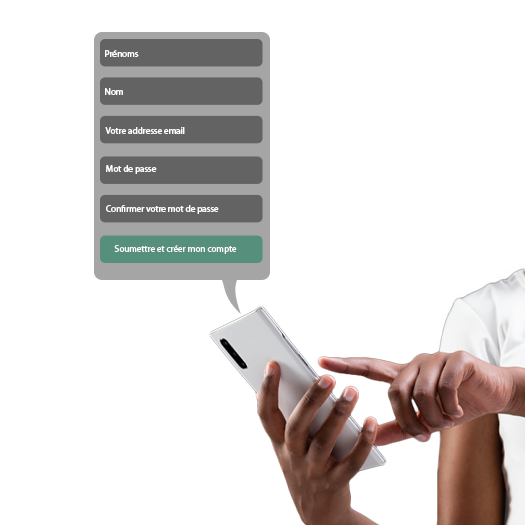 Prénoms
Nom
Votre addresse email
Mot de passe
Confirmer votre mot de passe
Soumettre et créer mon compte